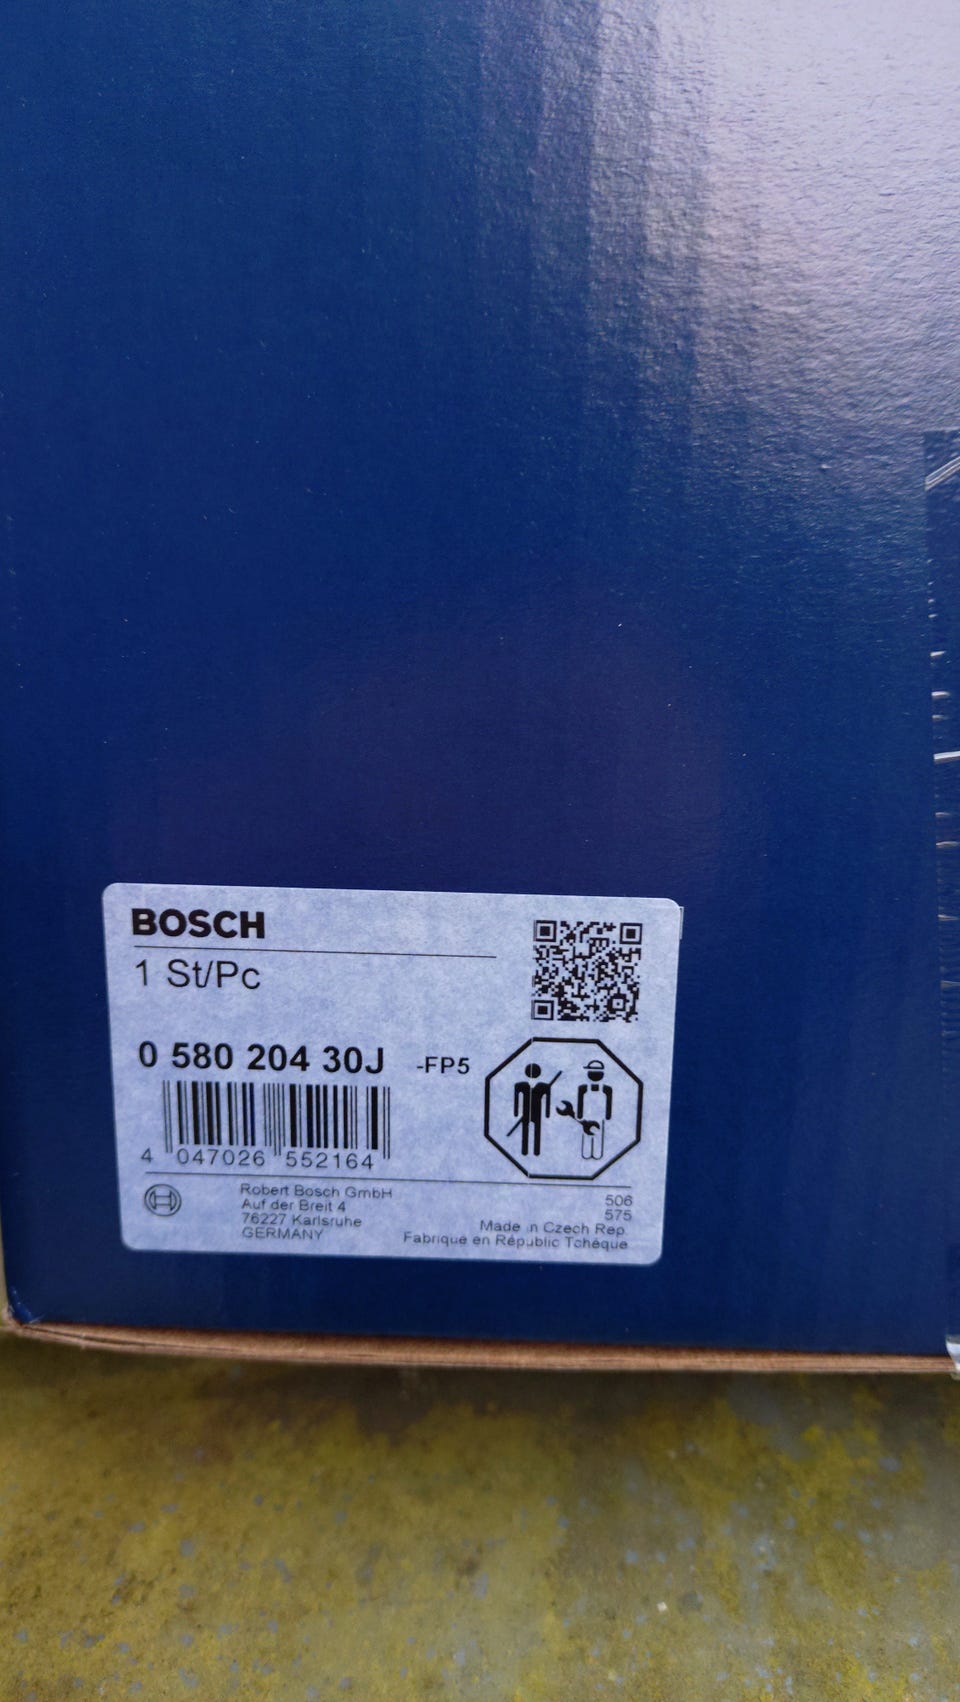 BOSCH
1 St/Pc
0 580 204 30J -FP5
4 047026 552164
Robert Bosch GmbH
Auf der Breit 4
76227 Karlsruhe
GERMANY
506
575
Made in Czech Rep.
Fabriqué en Républic Tchèque